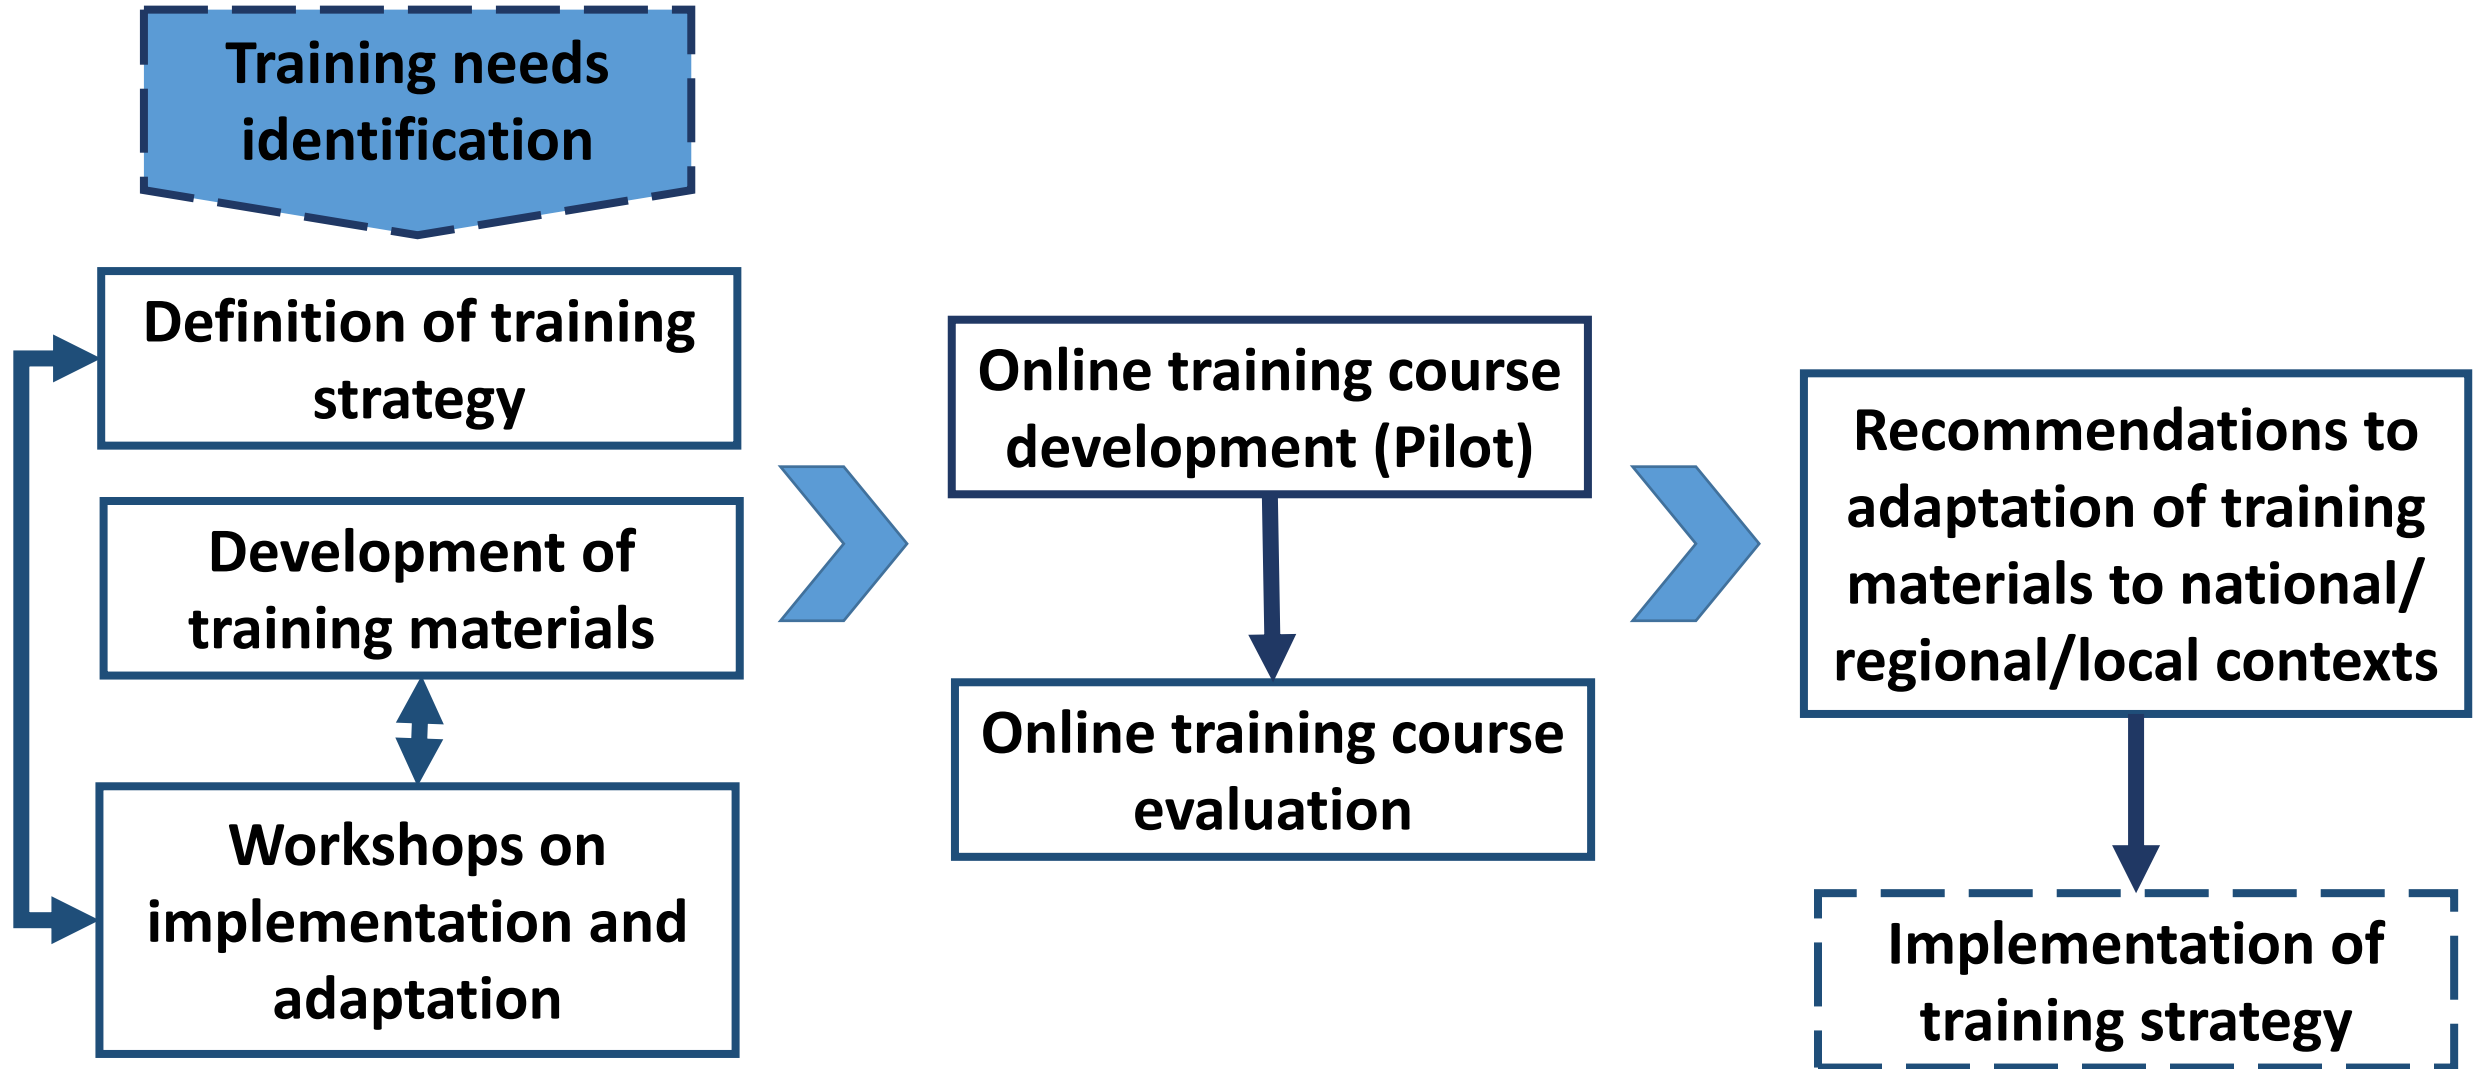 Training needs
identification
Definition of training
strategy
Development of
training materials
Workshops on
implementation and
adaptation
Online training course
development (Pilot)
Online training course
evaluation
Recommendations to
adaptation of training
materials to national/
regional/local contexts
Implementation of
training strategy